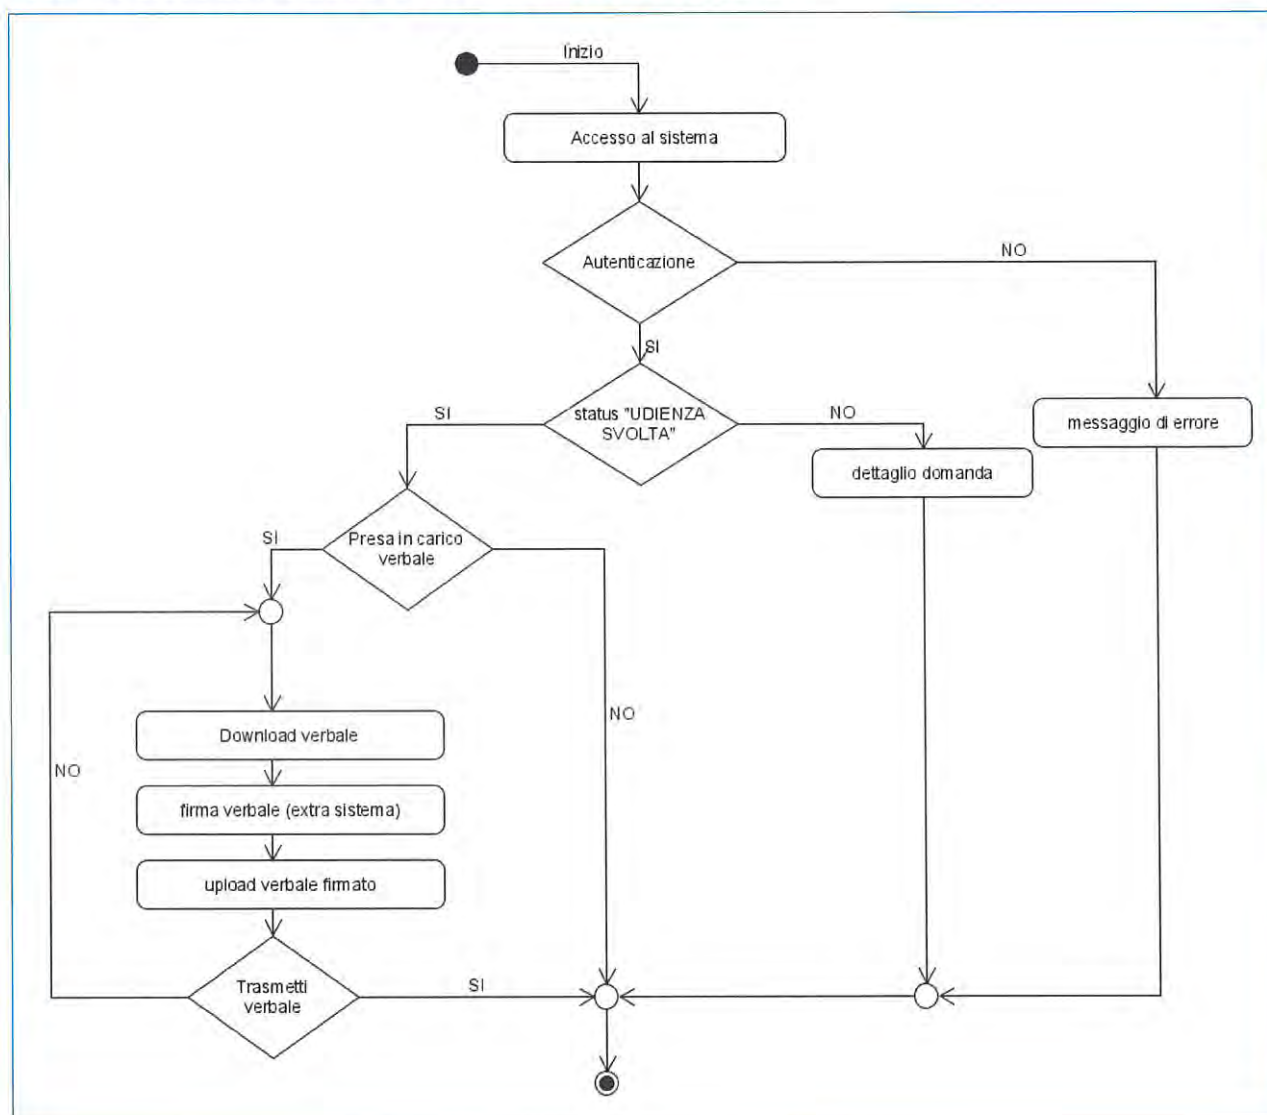 Inizio
Accesso al sistema
Autenticazione
NO
SI
status "UDIENZA
SVOLTA"
SI
NO
messaggio di errore
dettaglio domanda
Presa in carico
verbale
SI
NO
Download verbale
NO
firma verbale (extra sistema)
upload verbale firmato
Trasmetti
verbale
SI